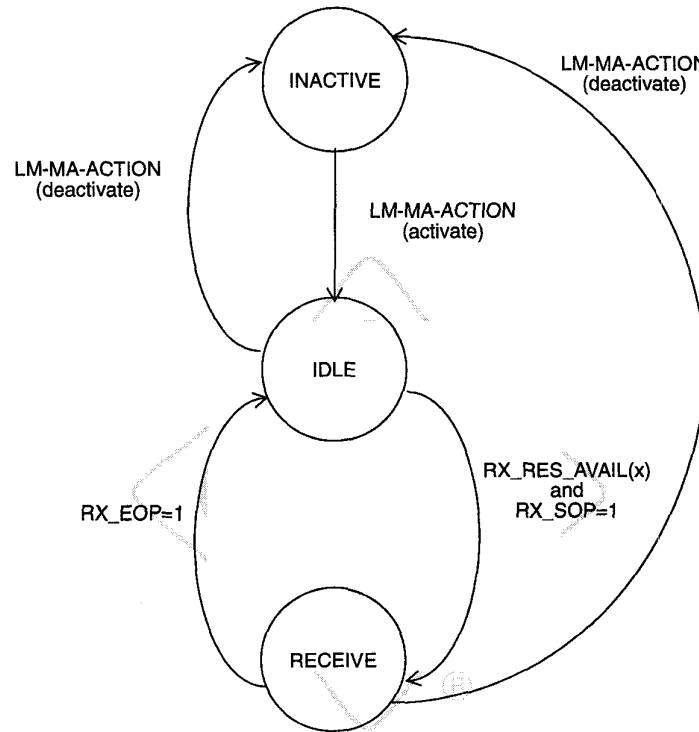 INACTIVE
LM-MA-ACTION
(deactivate)
LM-MA-ACTION
(deactivate)
LM-MA-ACTION
(activate)
IDLE
RX_RES_AVAIL(x)
and
RX_SOP=1
RX_EOP=1
RECEIVE